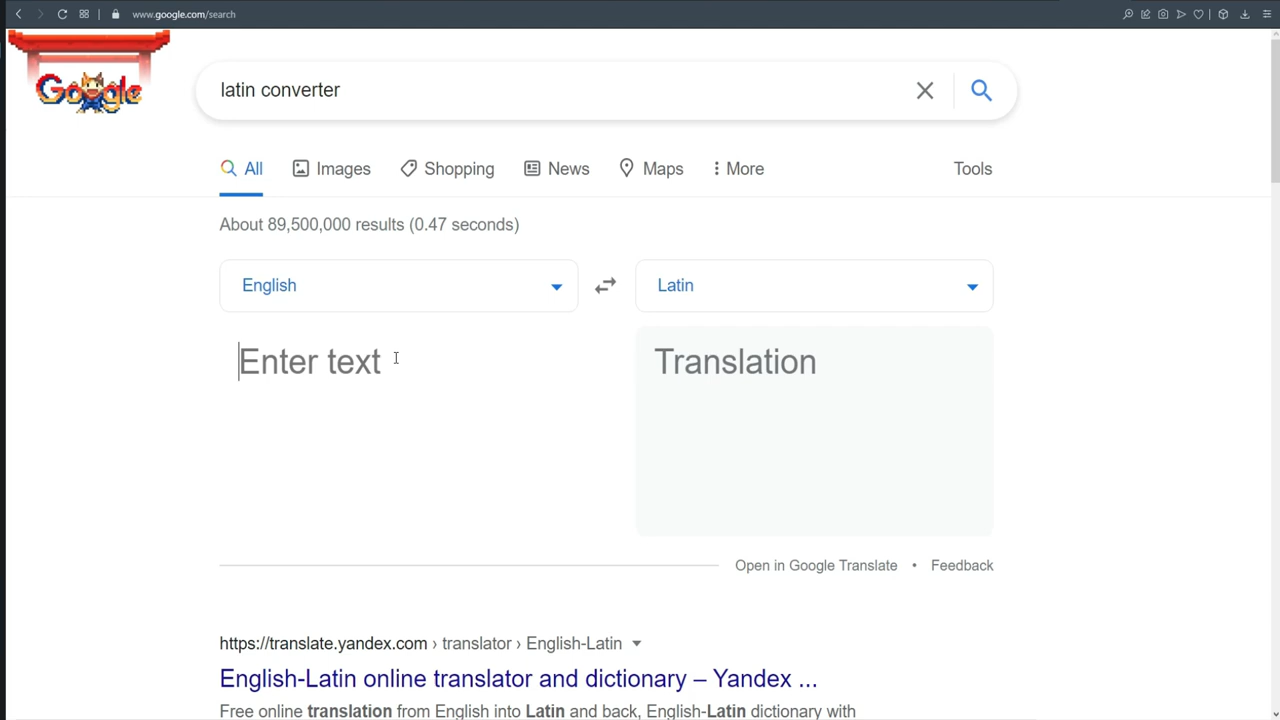 www.google.com/search
Google
latin converter
All Images Shopping News Maps More Tools
About 89,500,000 results (0.47 seconds)
English Latin
Enter text Translation
Open in Google Translate • Feedback
https://translate.yandex.com › translator › English-Latin
English-Latin online translator and dictionary – Yandex ...
Free online translation from English into Latin and back, English-Latin dictionary with